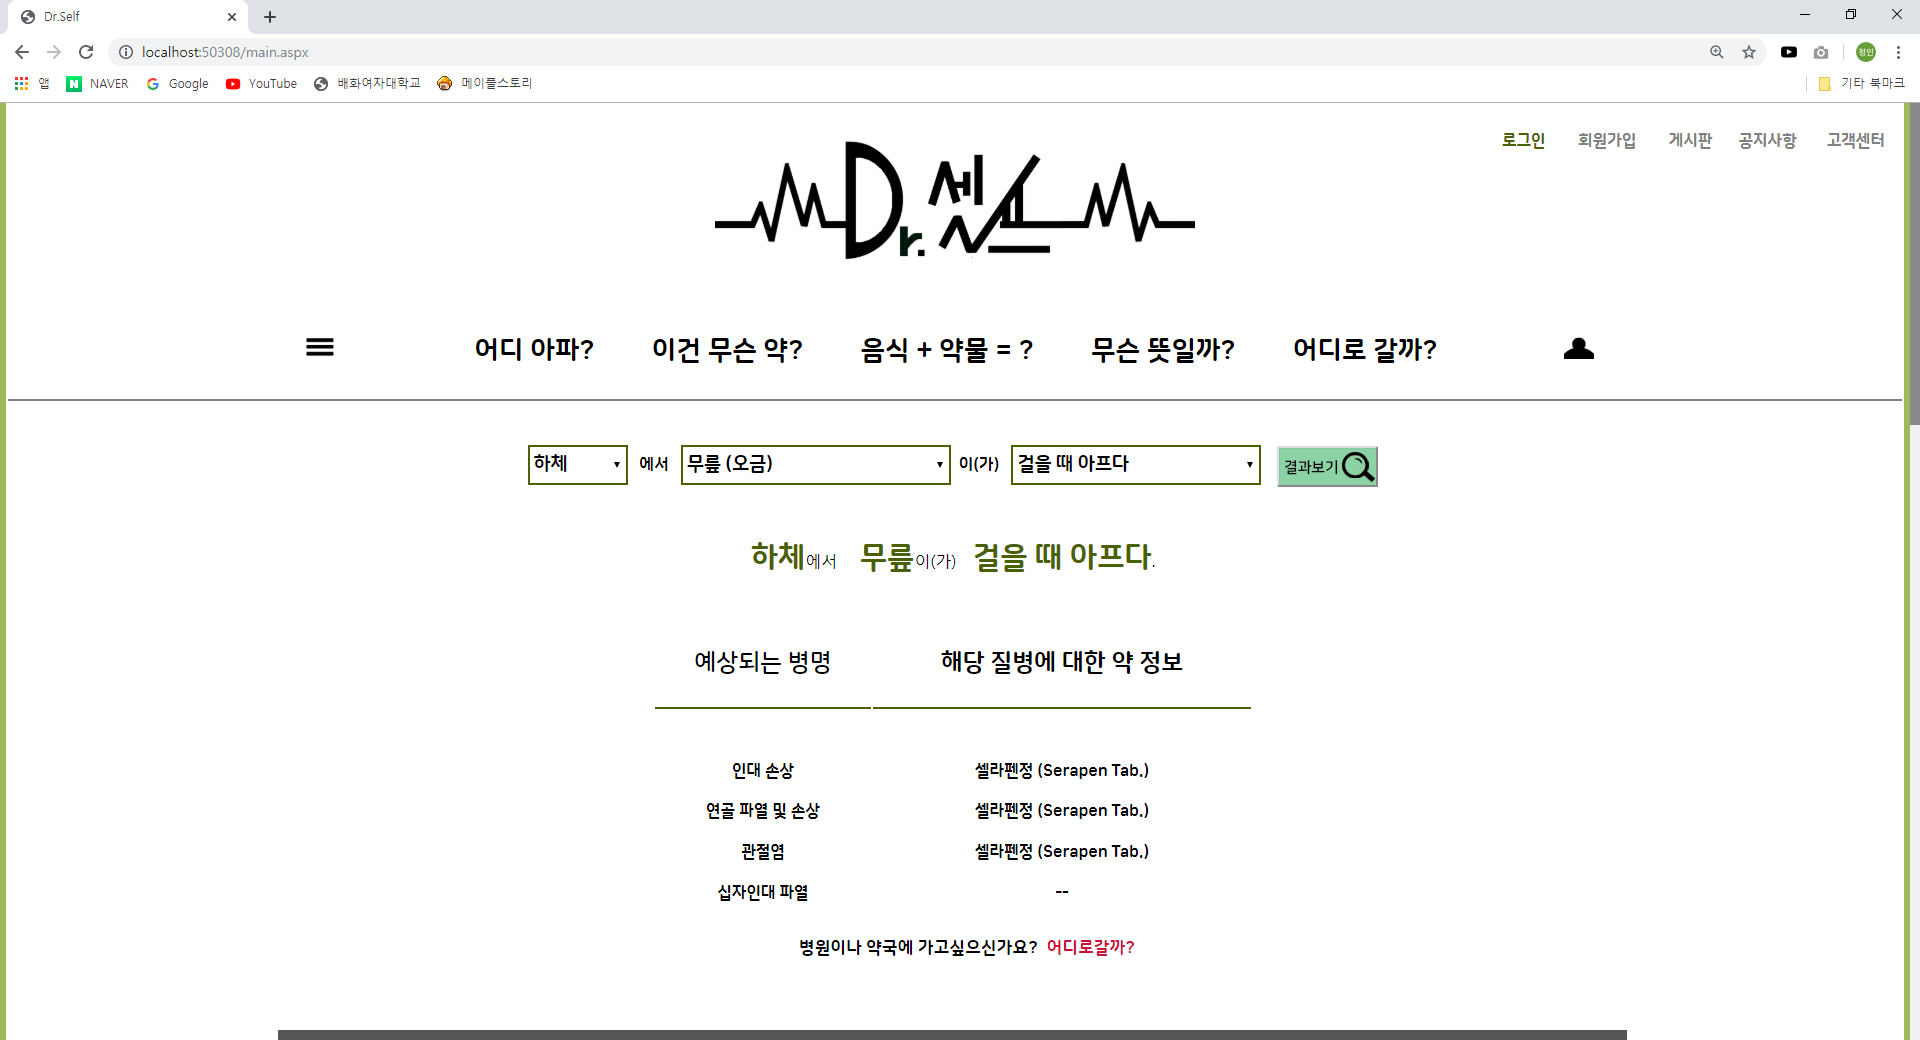 Dr.Self
localhost:50308/main.aspx
정인
앱 NAVER Google YouTube 배화여자대학교 메이플스토리 기타 북마크
로그인 회원가입 게시판 공지사항 고객센터
Dr. 셀스
어디 아파? 이건 무슨 약? 음식 + 약물 = ? 무슨 뜻일까? 어디로 갈까?
하체 에서 무릎 (오금) 이(가) 걸을 때 아프다 결과보기
하체에서 무릎이(가) 걸을 때 아프다.
예상되는 병명 해당 질병에 대한 약 정보
인대 손상 셀라펜정 (Serapen Tab.)
연골 파열 및 손상 셀라펜정 (Serapen Tab.)
관절염 셀라펜정 (Serapen Tab.)
십자인대 파열 --
병원이나 약국에 가고싶으신가요? 어디로갈까?